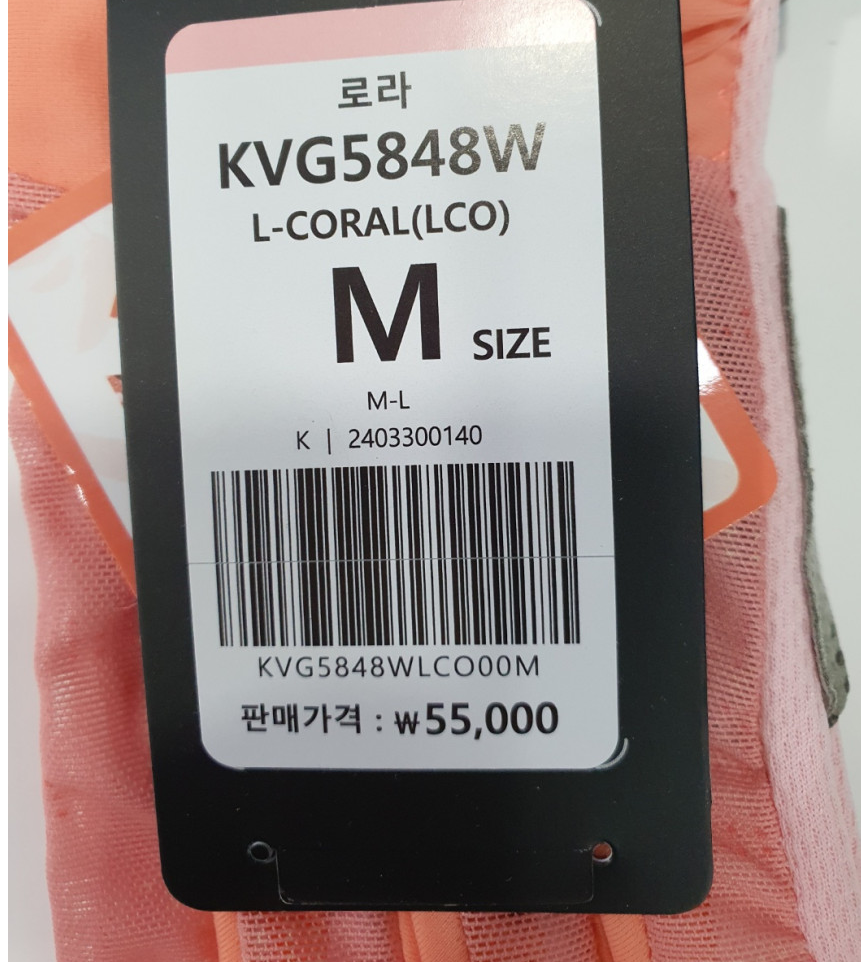 로라
KVG5848W
L-CORAL(LCO)
M SIZE
M-L
K | 2403300140
KVG5848WLCO00M
판매가격 : ₩55,000